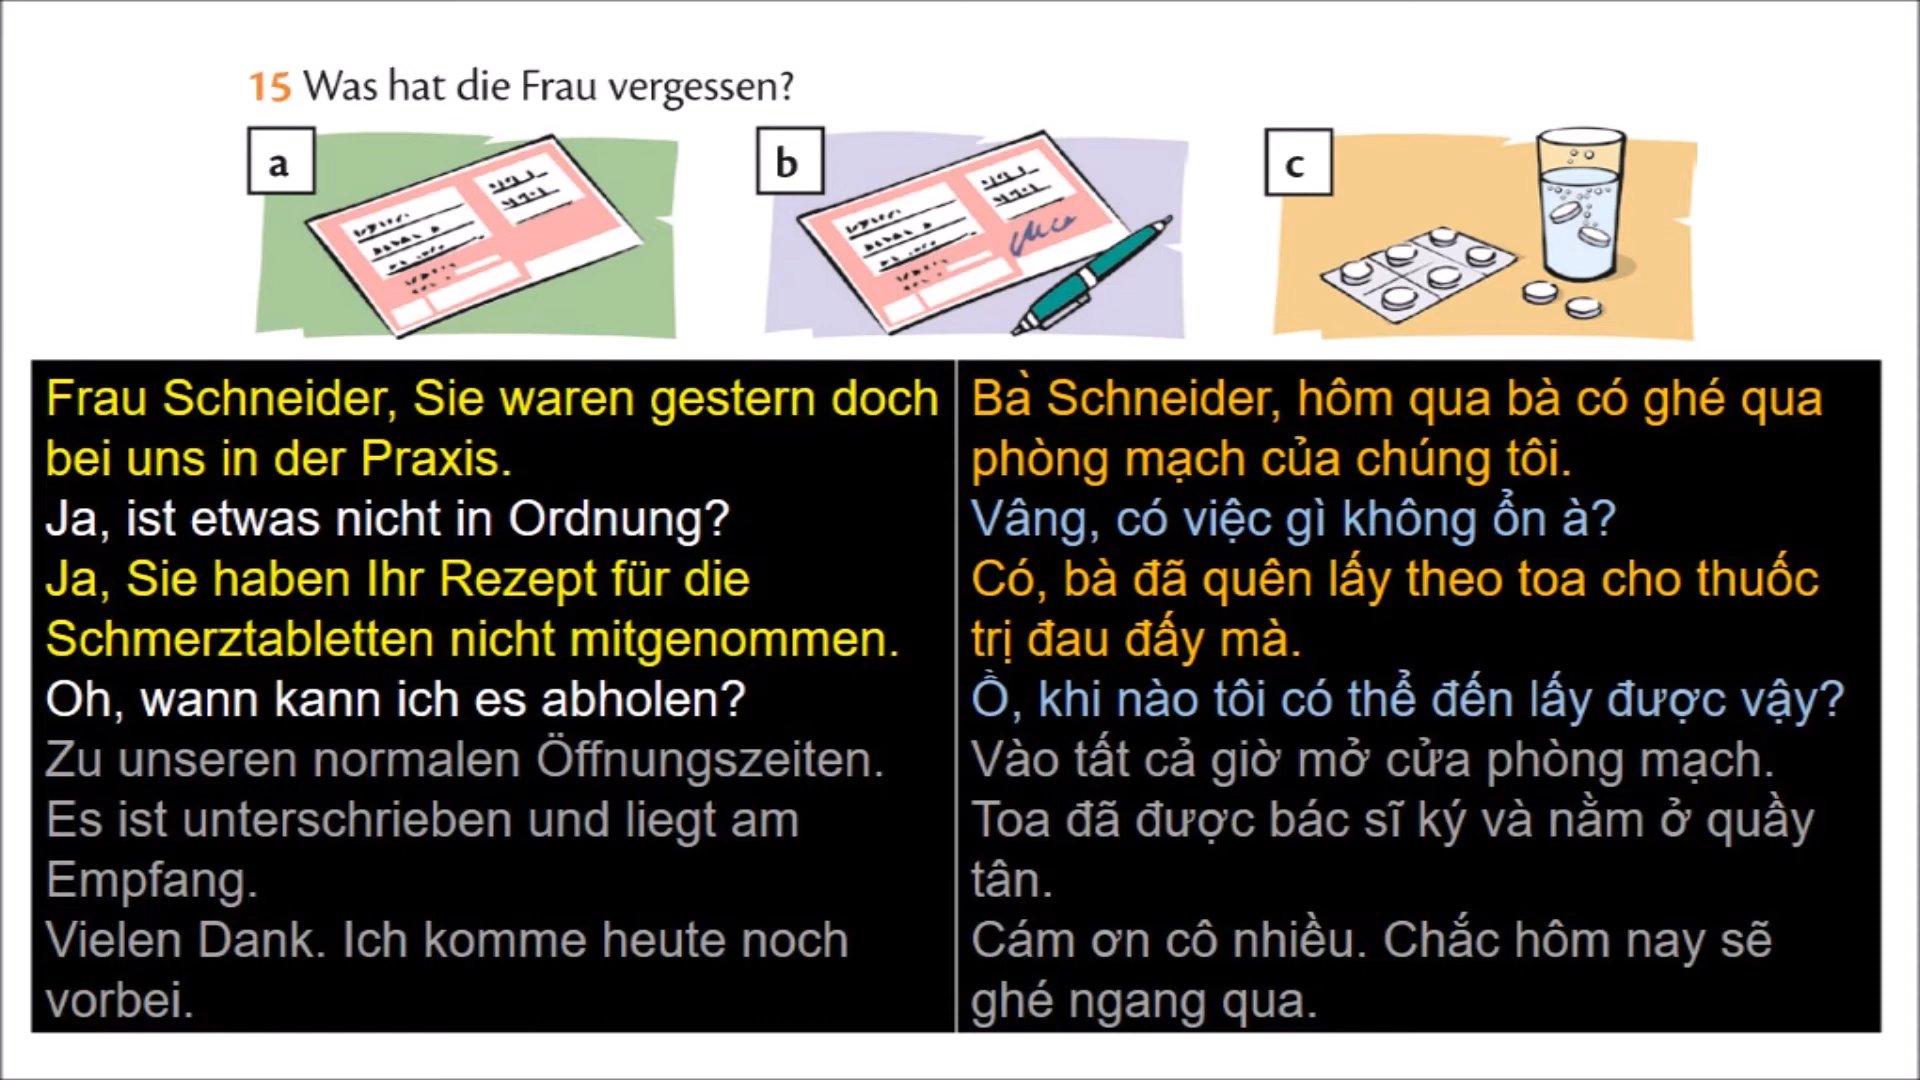 15 Was hat die Frau vergessen?
a
b
c
Frau Schneider, Sie waren gestern doch
bei uns in der Praxis.
Ja, ist etwas nicht in Ordnung?
Ja, Sie haben Ihr Rezept für die
Schmerztabletten nicht mitgenommen.
Oh, wann kann ich es abholen?
Zu unseren normalen Öffnungszeiten.
Es ist unterschrieben und liegt am
Empfang.
Vielen Dank. Ich komme heute noch
vorbei.
Bà Schneider, hôm qua bà có ghé qua
phòng mạch của chúng tôi.
Vâng, có việc gì không ổn à?
Có, bà đã quên lấy theo toa cho thuốc
trị đau đấy mà.
Ồ, khi nào tôi có thể đến lấy được vậy?
Vào tất cả giờ mở cửa phòng mạch.
Toa đã được bác sĩ ký và nằm ở quầy
tân.
Cám ơn cô nhiều. Chắc hôm nay sẽ
ghé ngang qua.